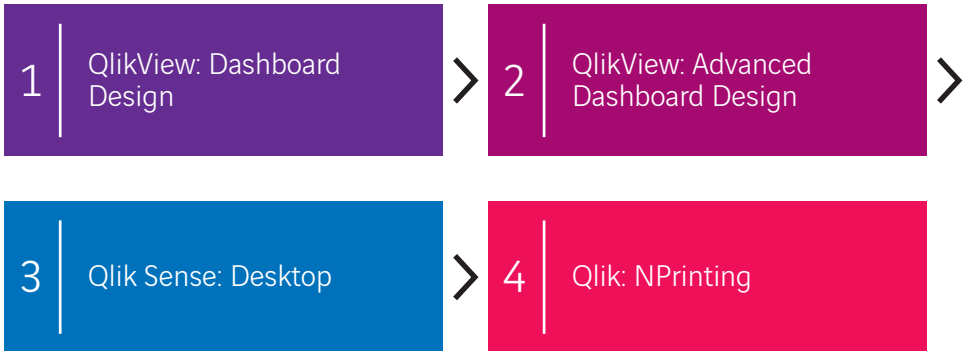 1
QlikView: Dashboard
Design
2
QlikView: Advanced
Dashboard Design
3
Qlik Sense: Desktop
4
Qlik: NPrinting